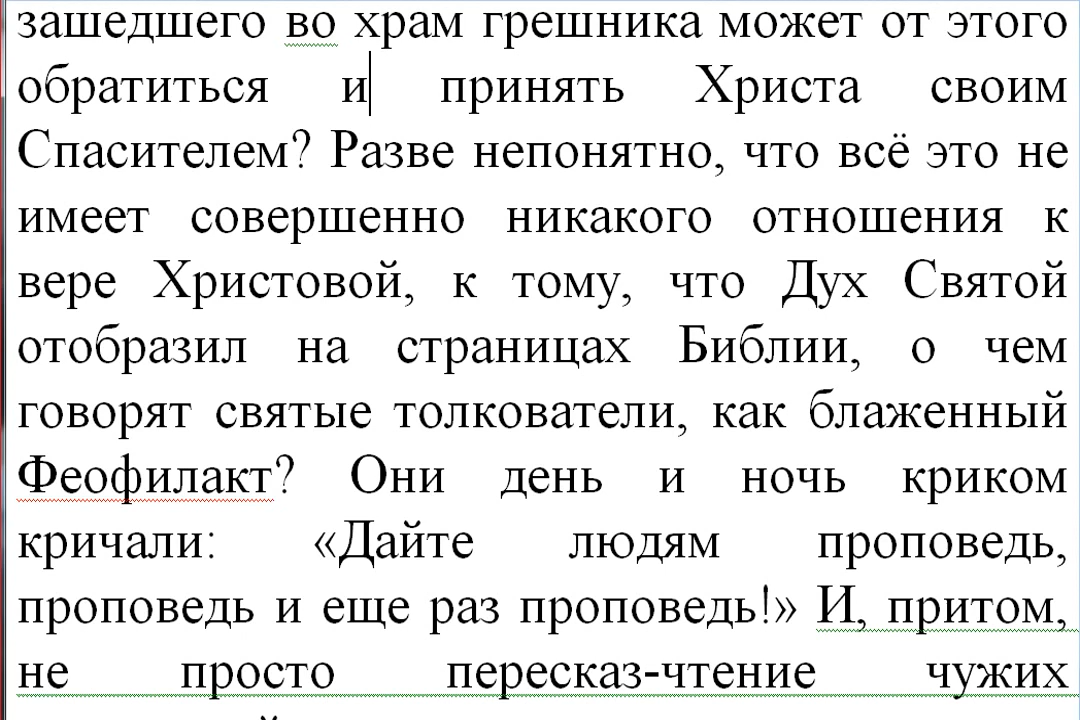 зашедшего во храм грешника может от этого
обратиться и принять Христа своим
Спасителем? Разве непонятно, что всё это не
имеет совершенно никакого отношения к
вере Христовой, к тому, что Дух Святой
отобразил на страницах Библии, о чем
говорят святые толкователи, как блаженный
Феофилакт? Они день и ночь криком
кричали: «Дайте людям проповедь,
проповедь и еще раз проповедь!» И, притом,
не просто пересказ-чтение чужих